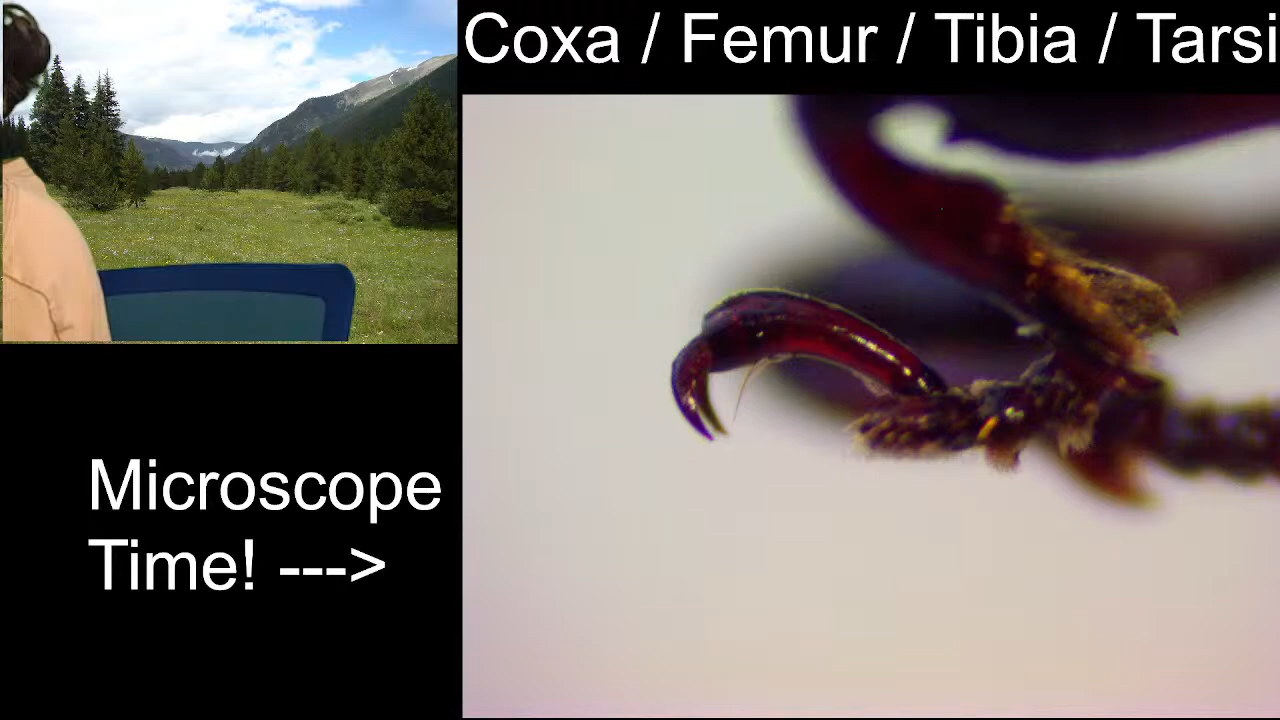 Coxa / Femur / Tibia / Tarsi
Microscope
Time! --->